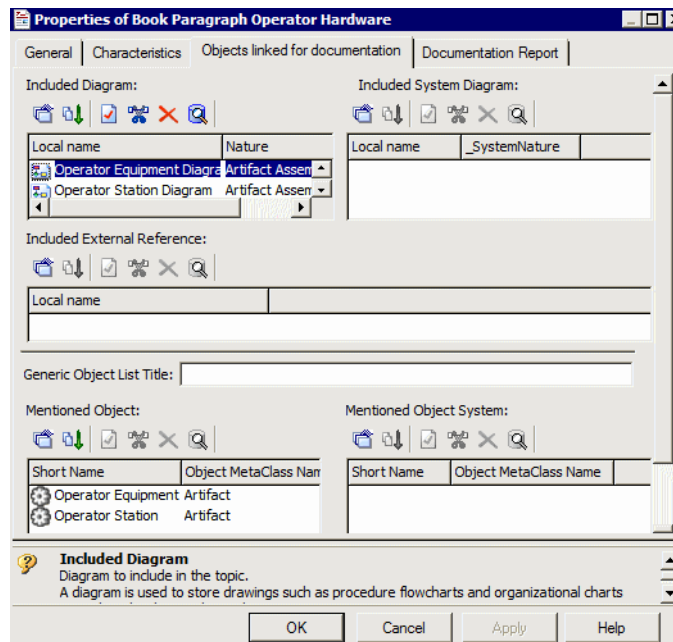 Properties of Book Paragraph Operator Hardware
General Characteristics Objects linked for documentation Documentation Report
Included Diagram: Included System Diagram:
Local name Nature Local name _SystemNature
Operator Equipment Diagra Artifact Assem
Operator Station Diagram Artifact Assem
Included External Reference:
Local name
Generic Object List Title:
Mentioned Object: Mentioned Object System:
Short Name Object MetaClass Nam Short Name Object MetaClass Name
Operator Equipment Artifact
Operator Station Artifact
Included Diagram
Diagram to include in the topic.
A diagram is used to store drawings such as procedure flowcharts and organizational charts
OK Cancel Apply Help